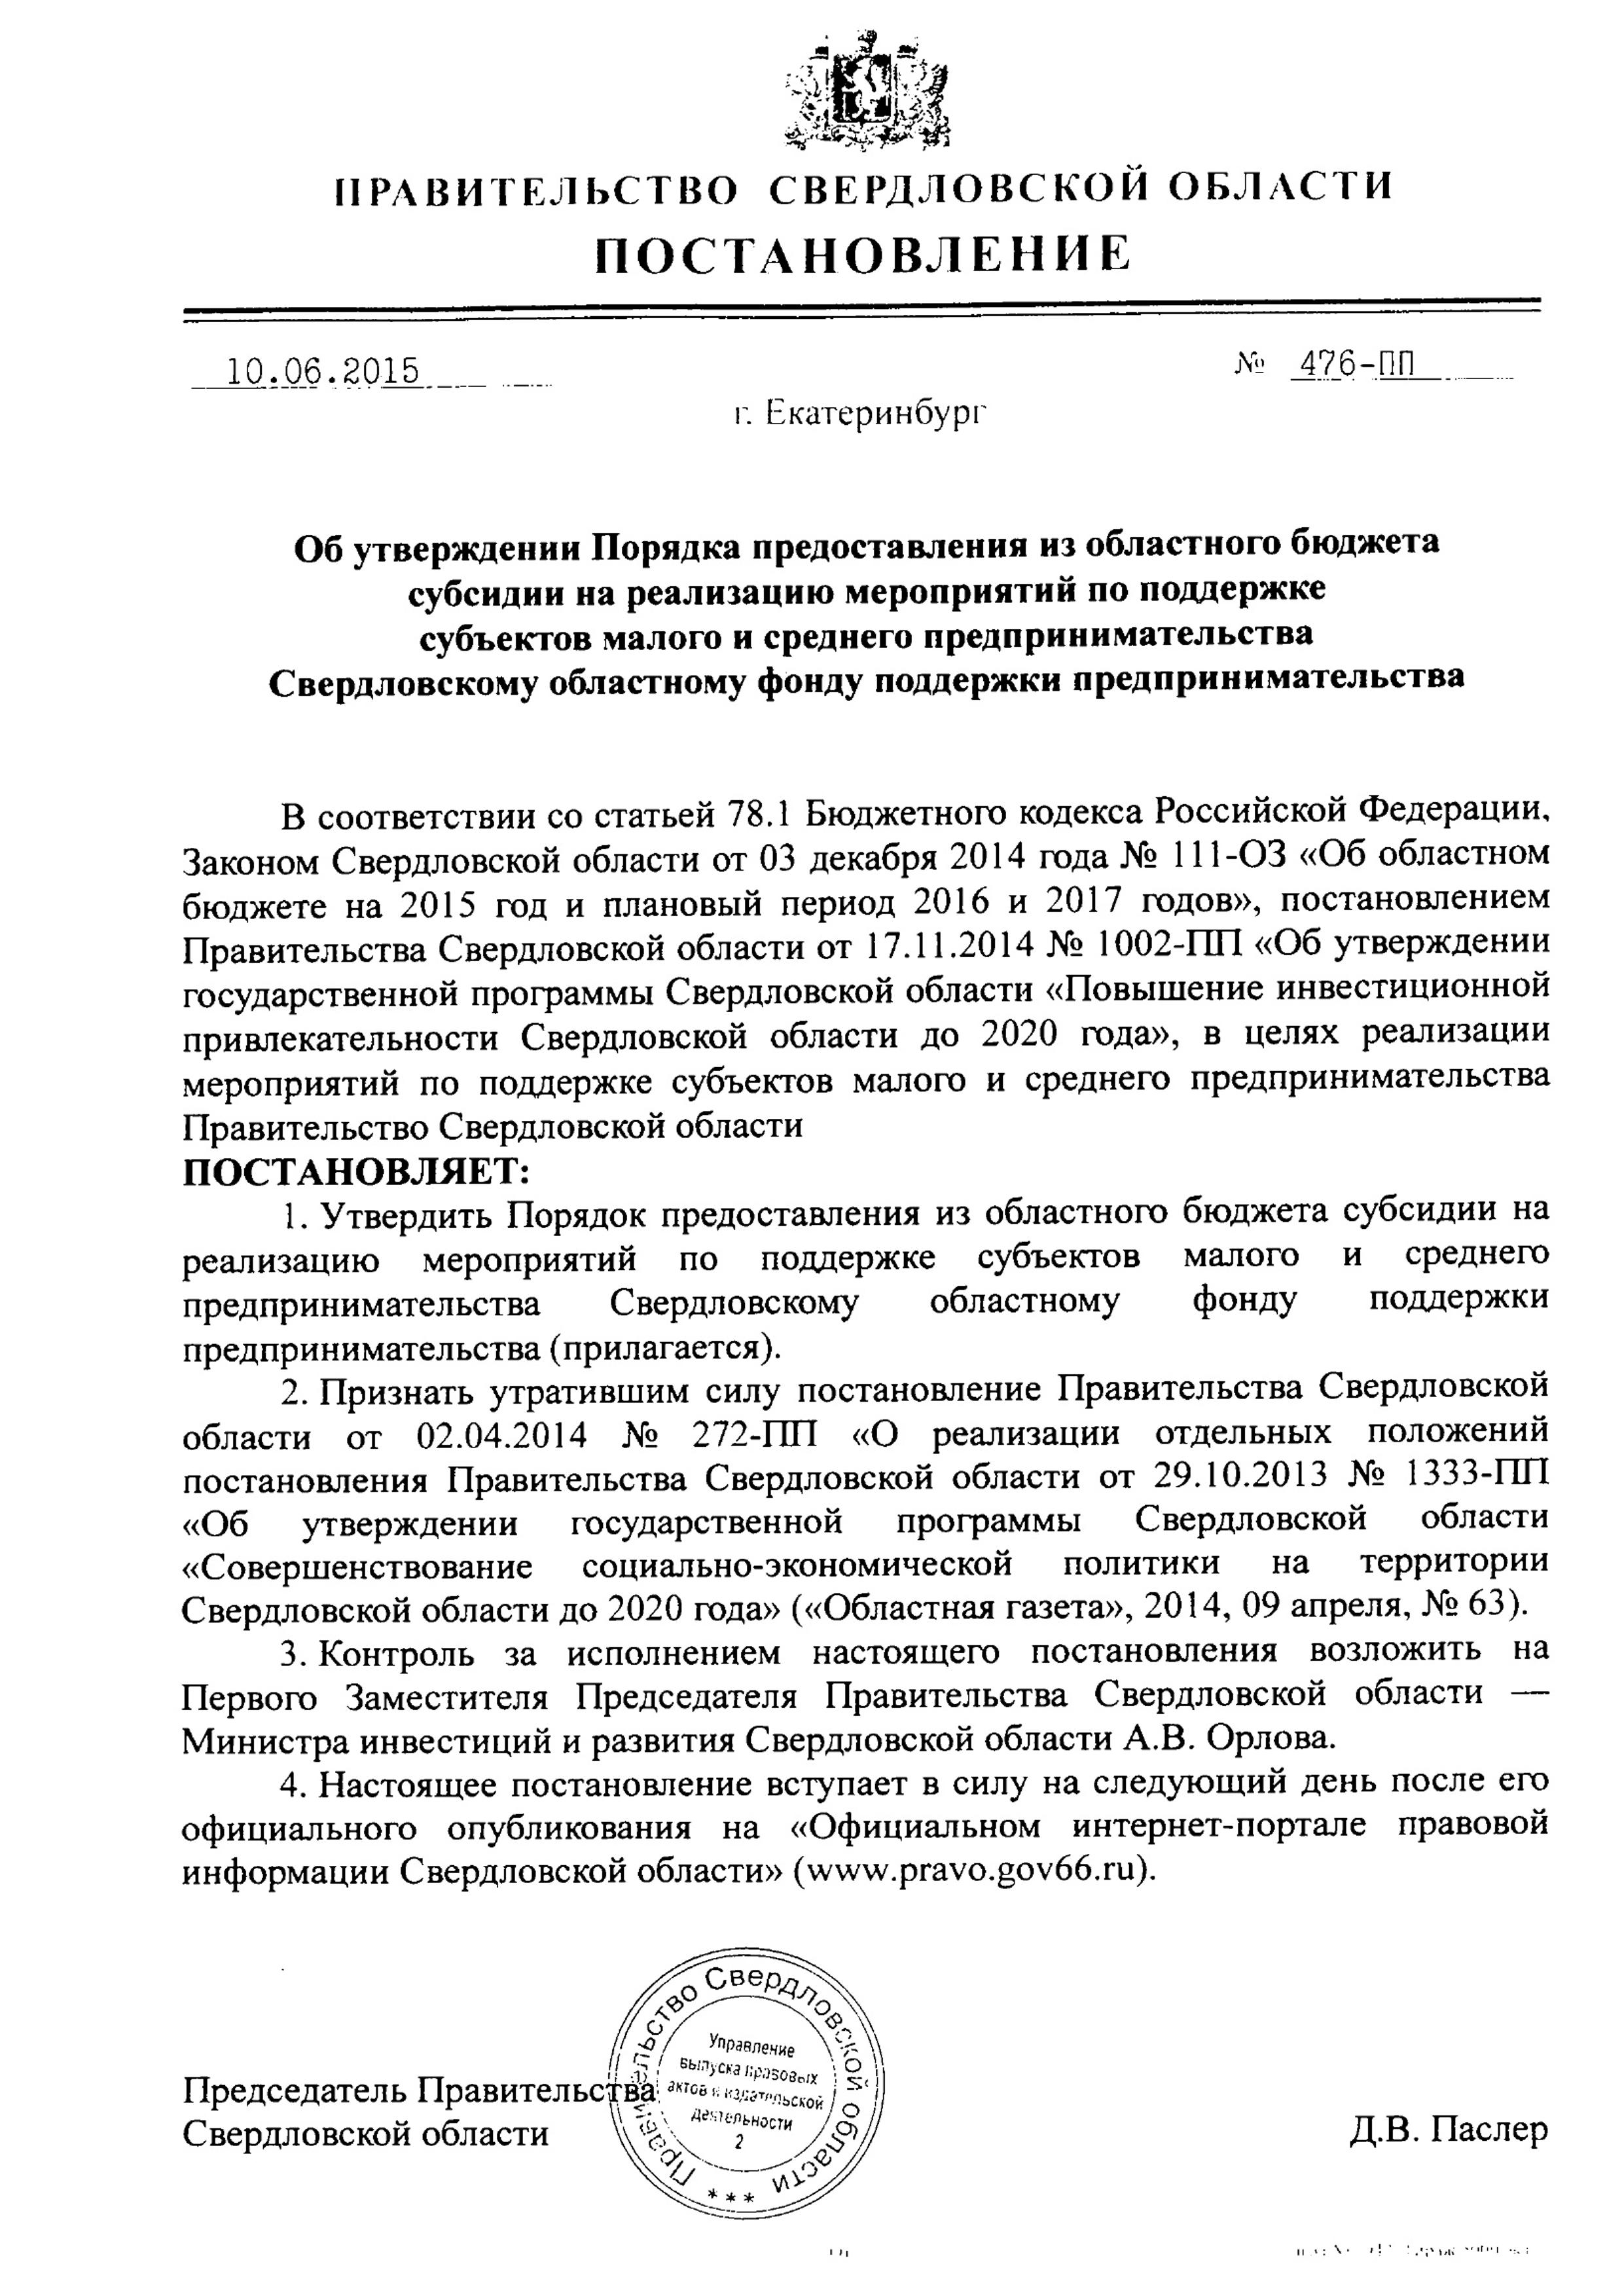 ПРАВИТЕЛЬСТВО СВЕРДЛОВСКОЙ ОБЛАСТИ
ПОСТАНОВЛЕНИЕ
10.06.2015 № 476-ПП
г. Екатеринбург
Об утверждении Порядка предоставления из областного бюджета
субсидии на реализацию мероприятий по поддержке
субъектов малого и среднего предпринимательства
Свердловскому областному фонду поддержки предпринимательства
В соответствии со статьей 78.1 Бюджетного кодекса Российской Федерации,
Законом Свердловской области от 03 декабря 2014 года № 111-ОЗ «Об областном
бюджете на 2015 год и плановый период 2016 и 2017 годов», постановлением
Правительства Свердловской области от 17.11.2014 № 1002-ПП «Об утверждении
государственной программы Свердловской области «Повышение инвестиционной
привлекательности Свердловской области до 2020 года», в целях реализации
мероприятий по поддержке субъектов малого и среднего предпринимательства
Правительство Свердловской области
ПОСТАНОВЛЯЕТ:
1. Утвердить Порядок предоставления из областного бюджета субсидии на
реализацию мероприятий по поддержке субъектов малого и среднего
предпринимательства Свердловскому областному фонду поддержки
предпринимательства (прилагается).
2. Признать утратившим силу постановление Правительства Свердловской
области от 02.04.2014 № 272-ПП «О реализации отдельных положений
постановления Правительства Свердловской области от 29.10.2013 № 1333-ПП
«Об утверждении государственной программы Свердловской области
«Совершенствование социально-экономической политики на территории
Свердловской области до 2020 года» («Областная газета», 2014, 09 апреля, № 63).
3. Контроль за исполнением настоящего постановления возложить на
Первого Заместителя Председателя Правительства Свердловской области —
Министра инвестиций и развития Свердловской области А.В. Орлова.
4. Настоящее постановление вступает в силу на следующий день после его
официального опубликования на «Официальном интернет-портале правовой
информации Свердловской области» (www.pravo.gov66.ru).
Председатель Правительства
Свердловской области Д.В. Паслер
Правительство Свердловской области
Управление
выпуска правовых
актов и издательской
деятельности
2
***